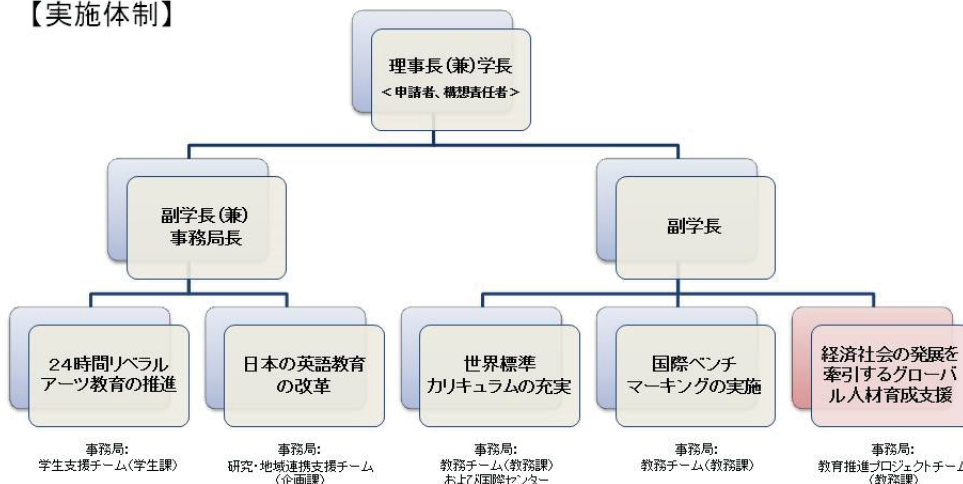 【実施体制】
理事長(兼)学長
<申請者、構想責任者>
副学長(兼)
事務局長
副学長
24時間リベラル
アーツ教育の推進
日本の英語教育
の改革
世界標準
カリキュラムの充実
国際ベンチ
マーキングの実施
経済社会の発展を
牽引するグローバ
ル人材育成支援
事務局:
学生支援チーム(学生課)
事務局:
研究・地域連携支援チーム
(企画課)
事務局:
教務チーム(教務課)
および国際センター
事務局:
教務チーム(教務課)
事務局:
教育推進プロジェクトチーム
(教務課)